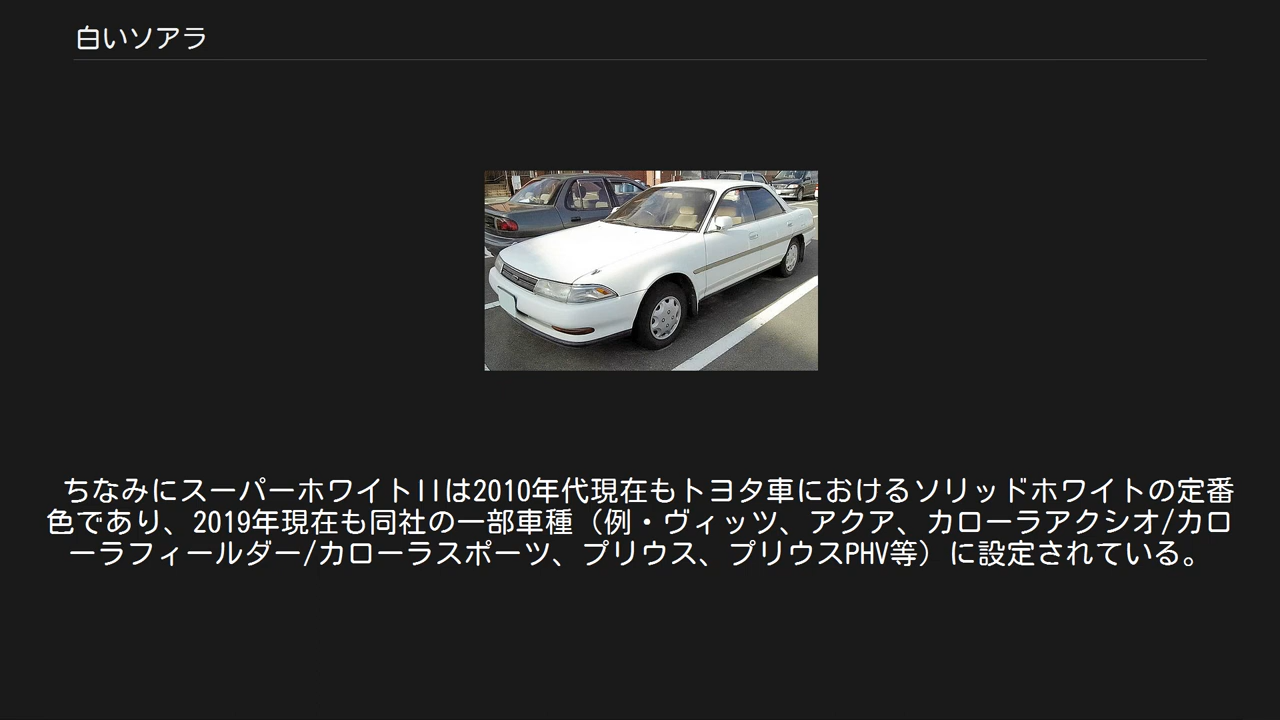 白いソアラ
ちなみにスーパーホワイトIIは2010年代現在もトヨタ車におけるソリッドホワイトの定番
色であり、2019年現在も同社の一部車種（例・ヴィッツ、アクア、カローラアクシオ/カロ
ーラフィールダー/カローラスポーツ、プリウス、プリウスPHV等）に設定されている。